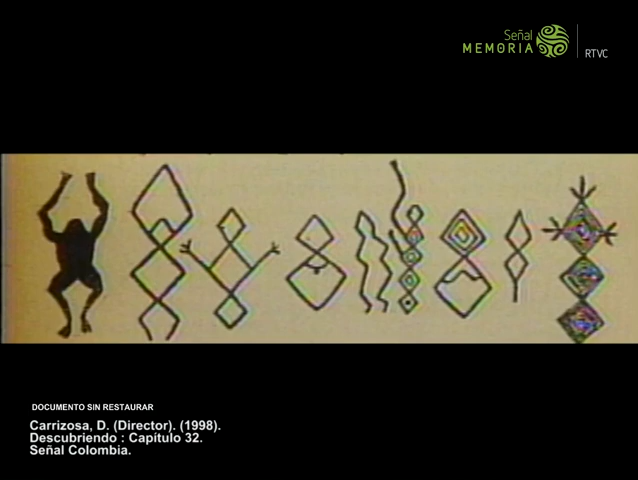 Señal
MEMORIA
RTVC
DOCUMENTO SIN RESTAURAR
Carrizosa, D. (Director). (1998).
Descubriendo : Capítulo 32.
Señal Colombia.